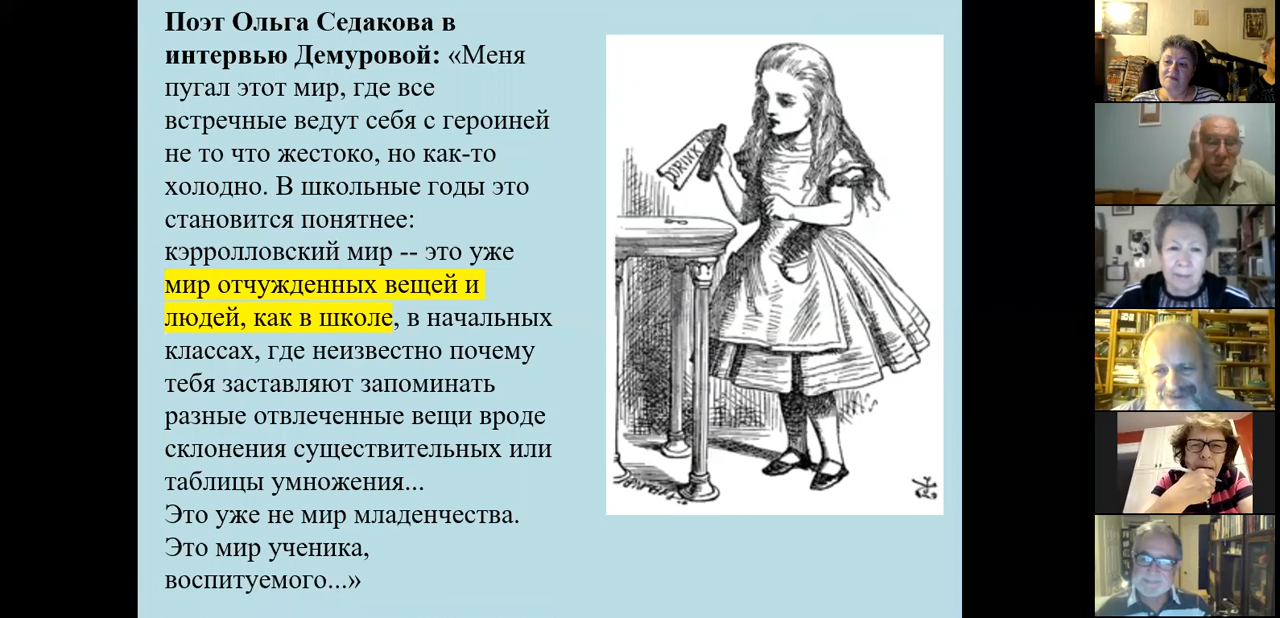 Поэт Ольга Седакова в
интервью Демуровой: «Меня
пугал этот мир, где все
встречные ведут себя с героиней
не то что жестоко, но как-то
холодно. В школьные годы это
становится понятнее:
кэрролловский мир -- это уже
мир отчужденных вещей и
людей, как в школе, в начальных
классах, где неизвестно почему
тебя заставляют запоминать
разные отвлеченные вещи вроде
склонения существительных или
таблицы умножения...
Это уже не мир младенчества.
Это мир ученика,
воспитуемого...»
DRINK